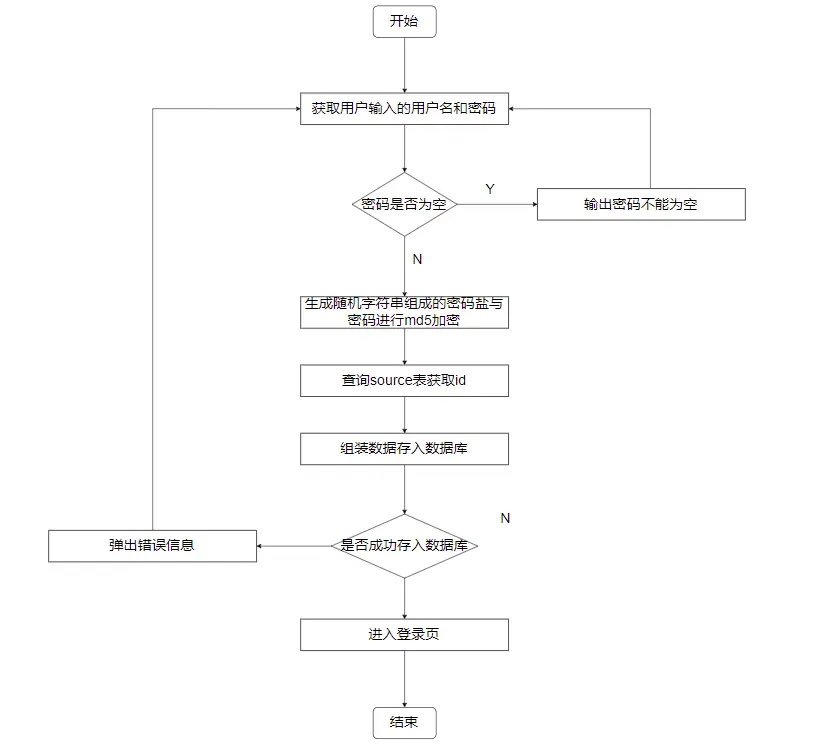 开始
获取用户输入的用户名和密码
密码是否为空
Y
输出密码不能为空
N
生成随机字符串组成的密码盐与
密码进行md5加密
查询source表获取id
组装数据存入数据库
N
弹出错误信息
是否成功存入数据库
进入登录页
结束